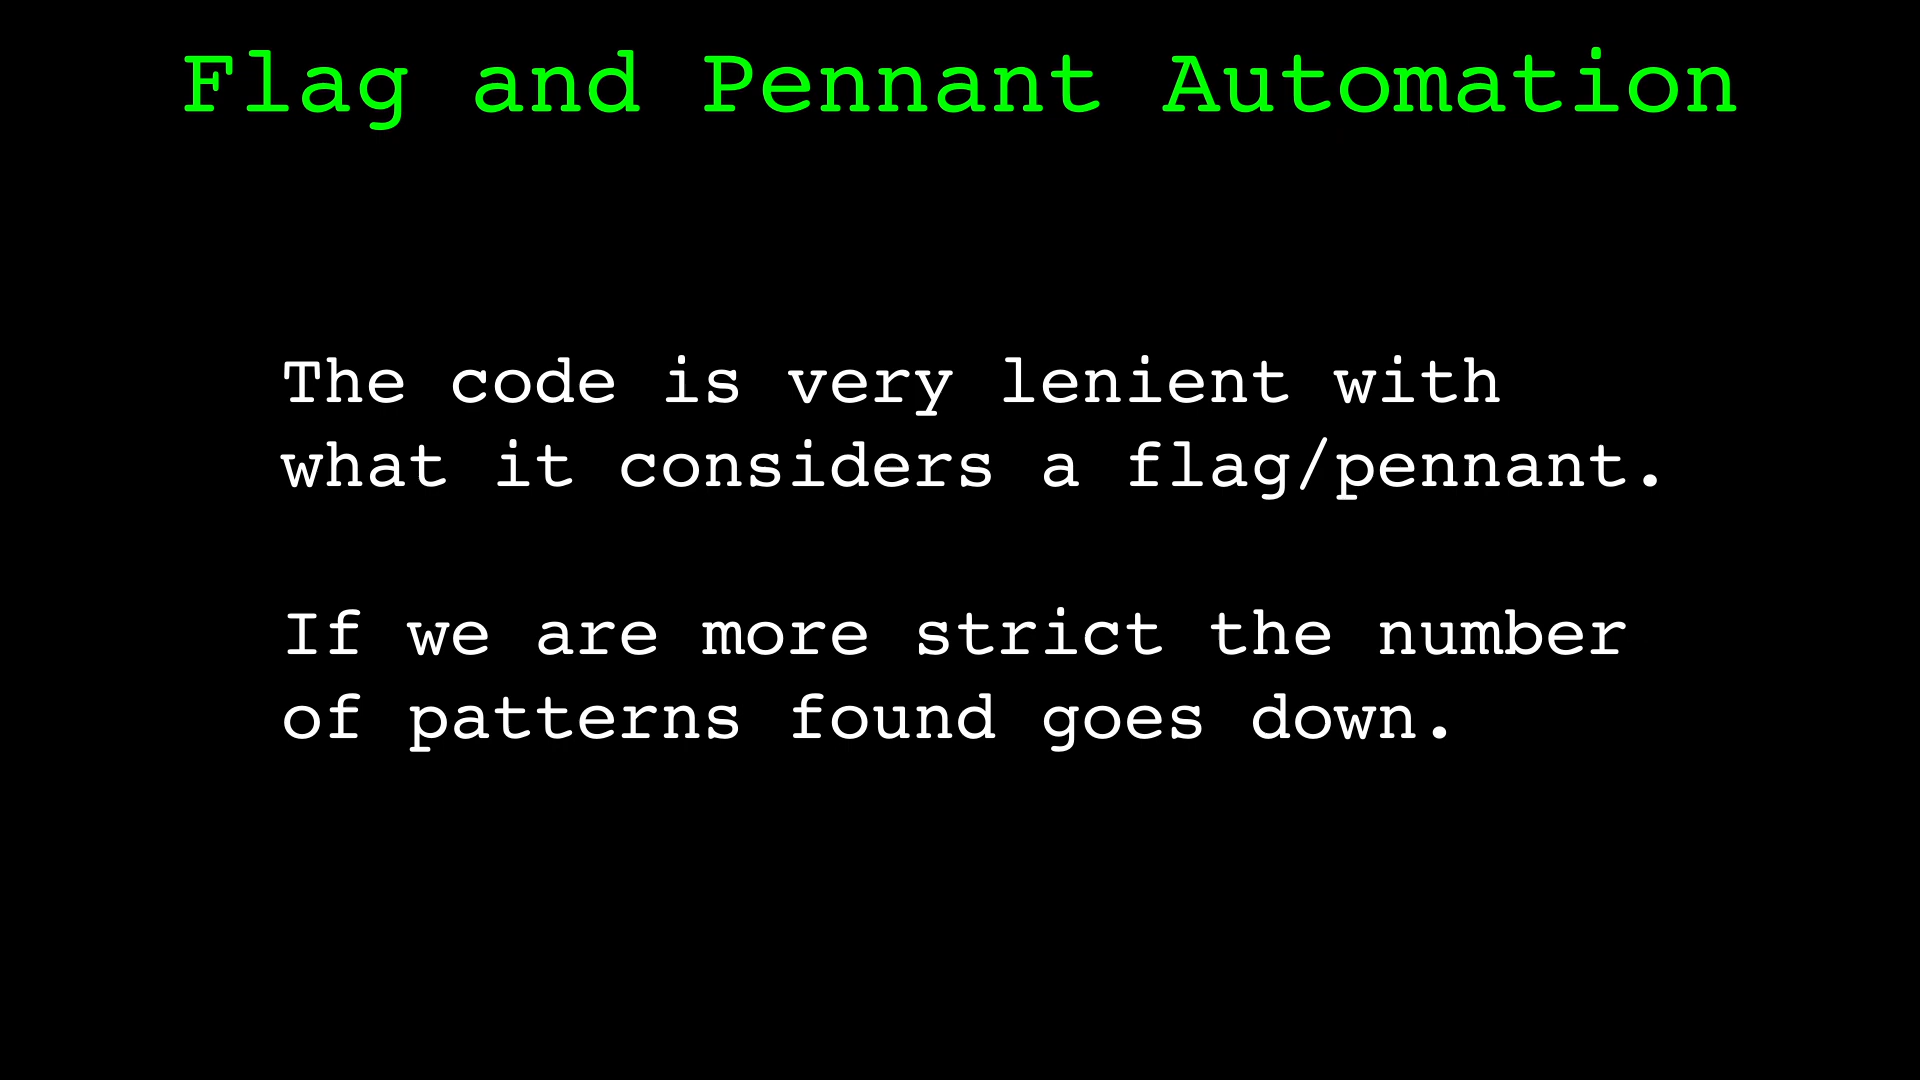 Flag and Pennant Automation
The code is very lenient with
what it considers a flag/pennant.
If we are more strict the number
of patterns found goes down.